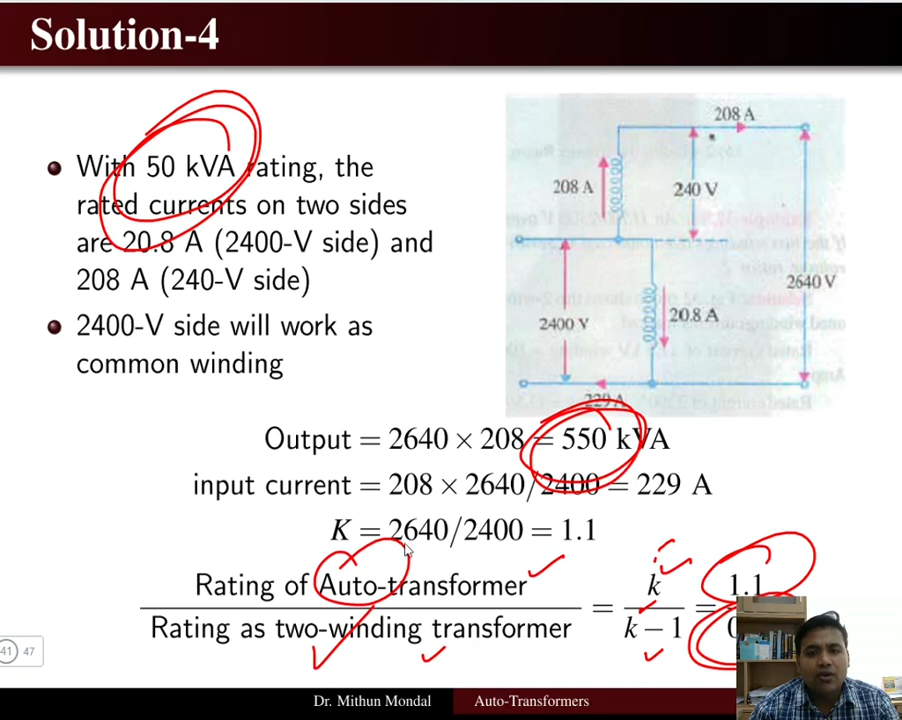 Solution-4
With 50 kVA rating, the
rated currents on two sides
are 20.8 A (2400-V side) and
208 A (240-V side)
2400-V side will work as
common winding
208 A
208 A
240 V
2640 V
20.8 A
2400 V
229 A
Output = 2640 × 208 = 550 kVA
input current = 208 × 2640/2400 = 229 A
K = 2640/2400 = 1.1
Rating of Auto-transformer
Rating as two-winding transformer
= k
k − 1
= 1.1
41 47
Dr. Mithun Mondal Auto-Transformers